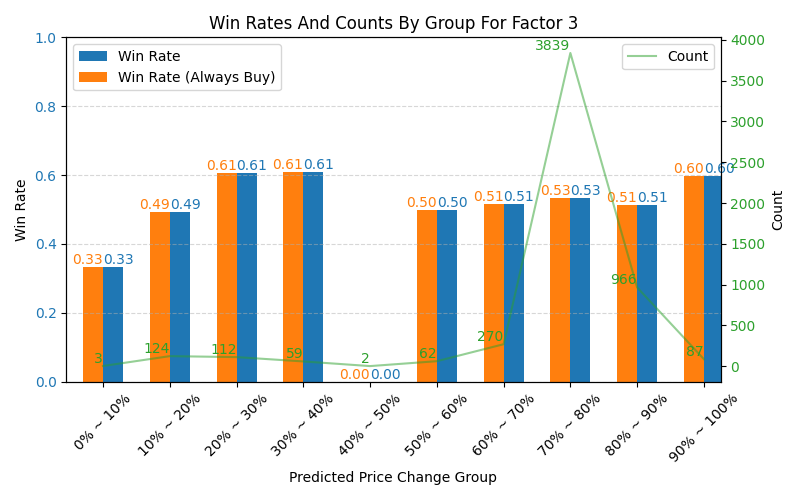 Win Rates And Counts By Group For Factor 3
Win Rate
Win Rate (Always Buy)
Count
1.0
0.8
0.6
0.4
0.2
0.0
Win Rate
4000
3500
3000
2500
2000
1500
1000
500
0
Count
0.33 0.33
0.49 0.49
0.61 0.61
0.61 0.61
0.00 0.00
0.50 0.50
0.51 0.51
0.53 0.53
0.51 0.51
0.60 0.60
3
124
112
59
2
62
270
3839
966
87
0% ~ 10%
10% ~ 20%
20% ~ 30%
30% ~ 40%
40% ~ 50%
50% ~ 60%
60% ~ 70%
70% ~ 80%
80% ~ 90%
90% ~ 100%
Predicted Price Change Group